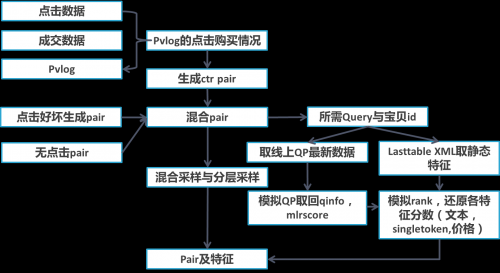 点击数据
成交数据
Pvlog的点击购买情况
Pvlog
生成ctr pair
点击好坏生成pair
混合pair
所需Query与宝贝id
无点击pair
取线上QP最新数据
Lasttable XML取静态
特征
混合采样与分层采样
模拟QP取回qinfo，
mlrscore
模拟rank，还原各特
征分数（文本，
singletoken,价格）
Pair及特征